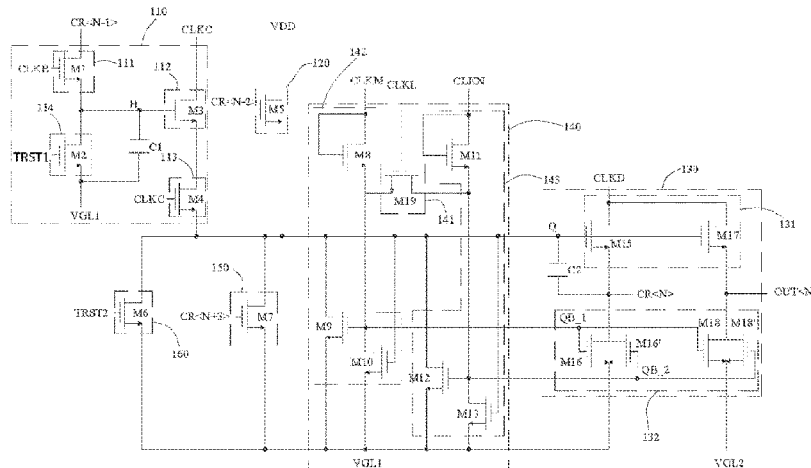 CR<N-1>
110
CLKC
VDD
142
CLKM
CLKN
CLKL
CLKB
M1
111
112
120
H
CR<N-2
M5
114
M3
140
M8
M11
TRST1
M2
C1
113
143
CLKD
130
M19
141
131
CLKC
M4
VGL1
Q
M15
M17
150
C2
CR<N>
OUT<N
TRST2
M6
CR<N+3>
M7
M9
QB_1
M18
M18'
M10
M16
M16'
160
M12
QB_2
M13
132
VGL1
VGL2